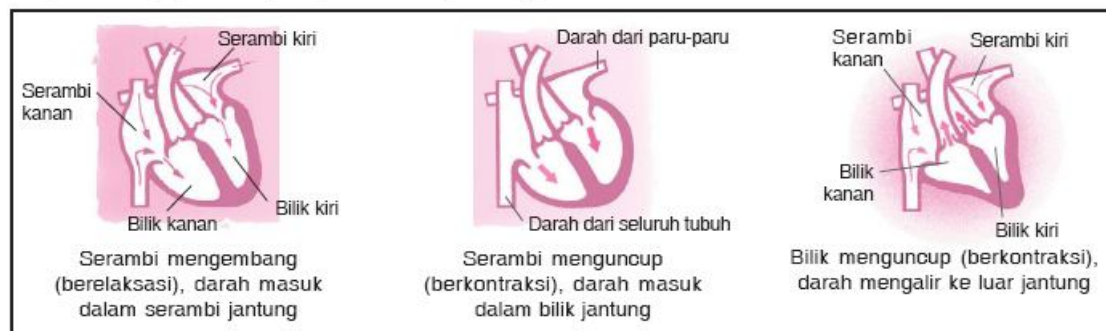 Serambi kiri
Serambi
kanan
Bilik kanan
Bilik kiri
Serambi mengembang
(berelaksasi), darah masuk
dalam serambi jantung
Darah dari paru-paru
Darah dari seluruh tubuh
Serambi menguncup
(berkontraksi), darah masuk
dalam bilik jantung
Serambi
kanan
Serambi kiri
Bilik
kanan
Bilik kiri
Bilik menguncup (berkontraksi),
darah mengalir ke luar jantung